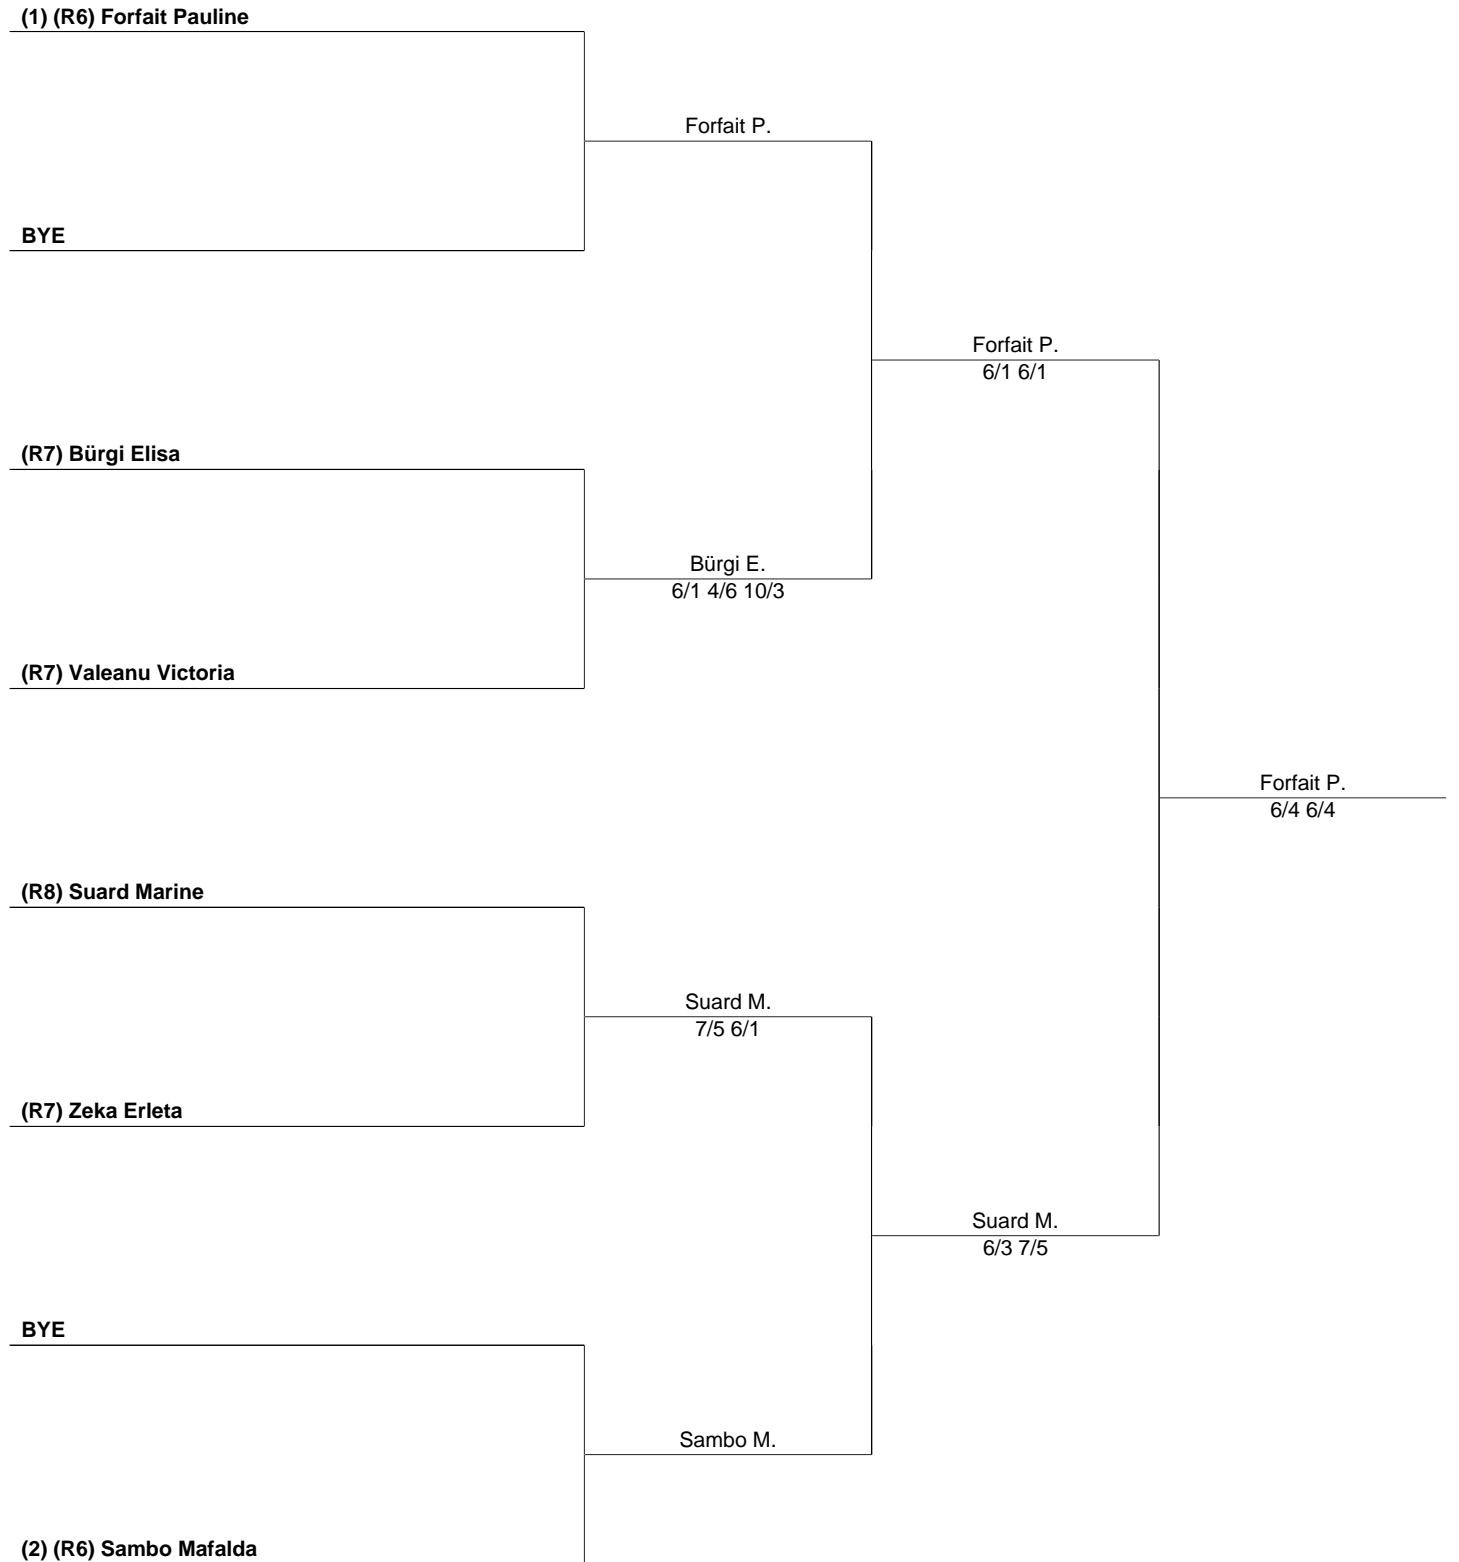 (1) (R6) Forfait Pauline
Forfait P.
BYE
Forfait P.
6/1 6/1
(R7) Bürgi Elisa
Bürgi E.
6/1 4/6 10/3
(R7) Valeanu Victoria
Forfait P.
6/4 6/4
(R8) Suard Marine
Suard M.
7/5 6/1
(R7) Zeka Erleta
Suard M.
6/3 7/5
BYE
Sambo M.
(2) (R6) Sambo Mafalda